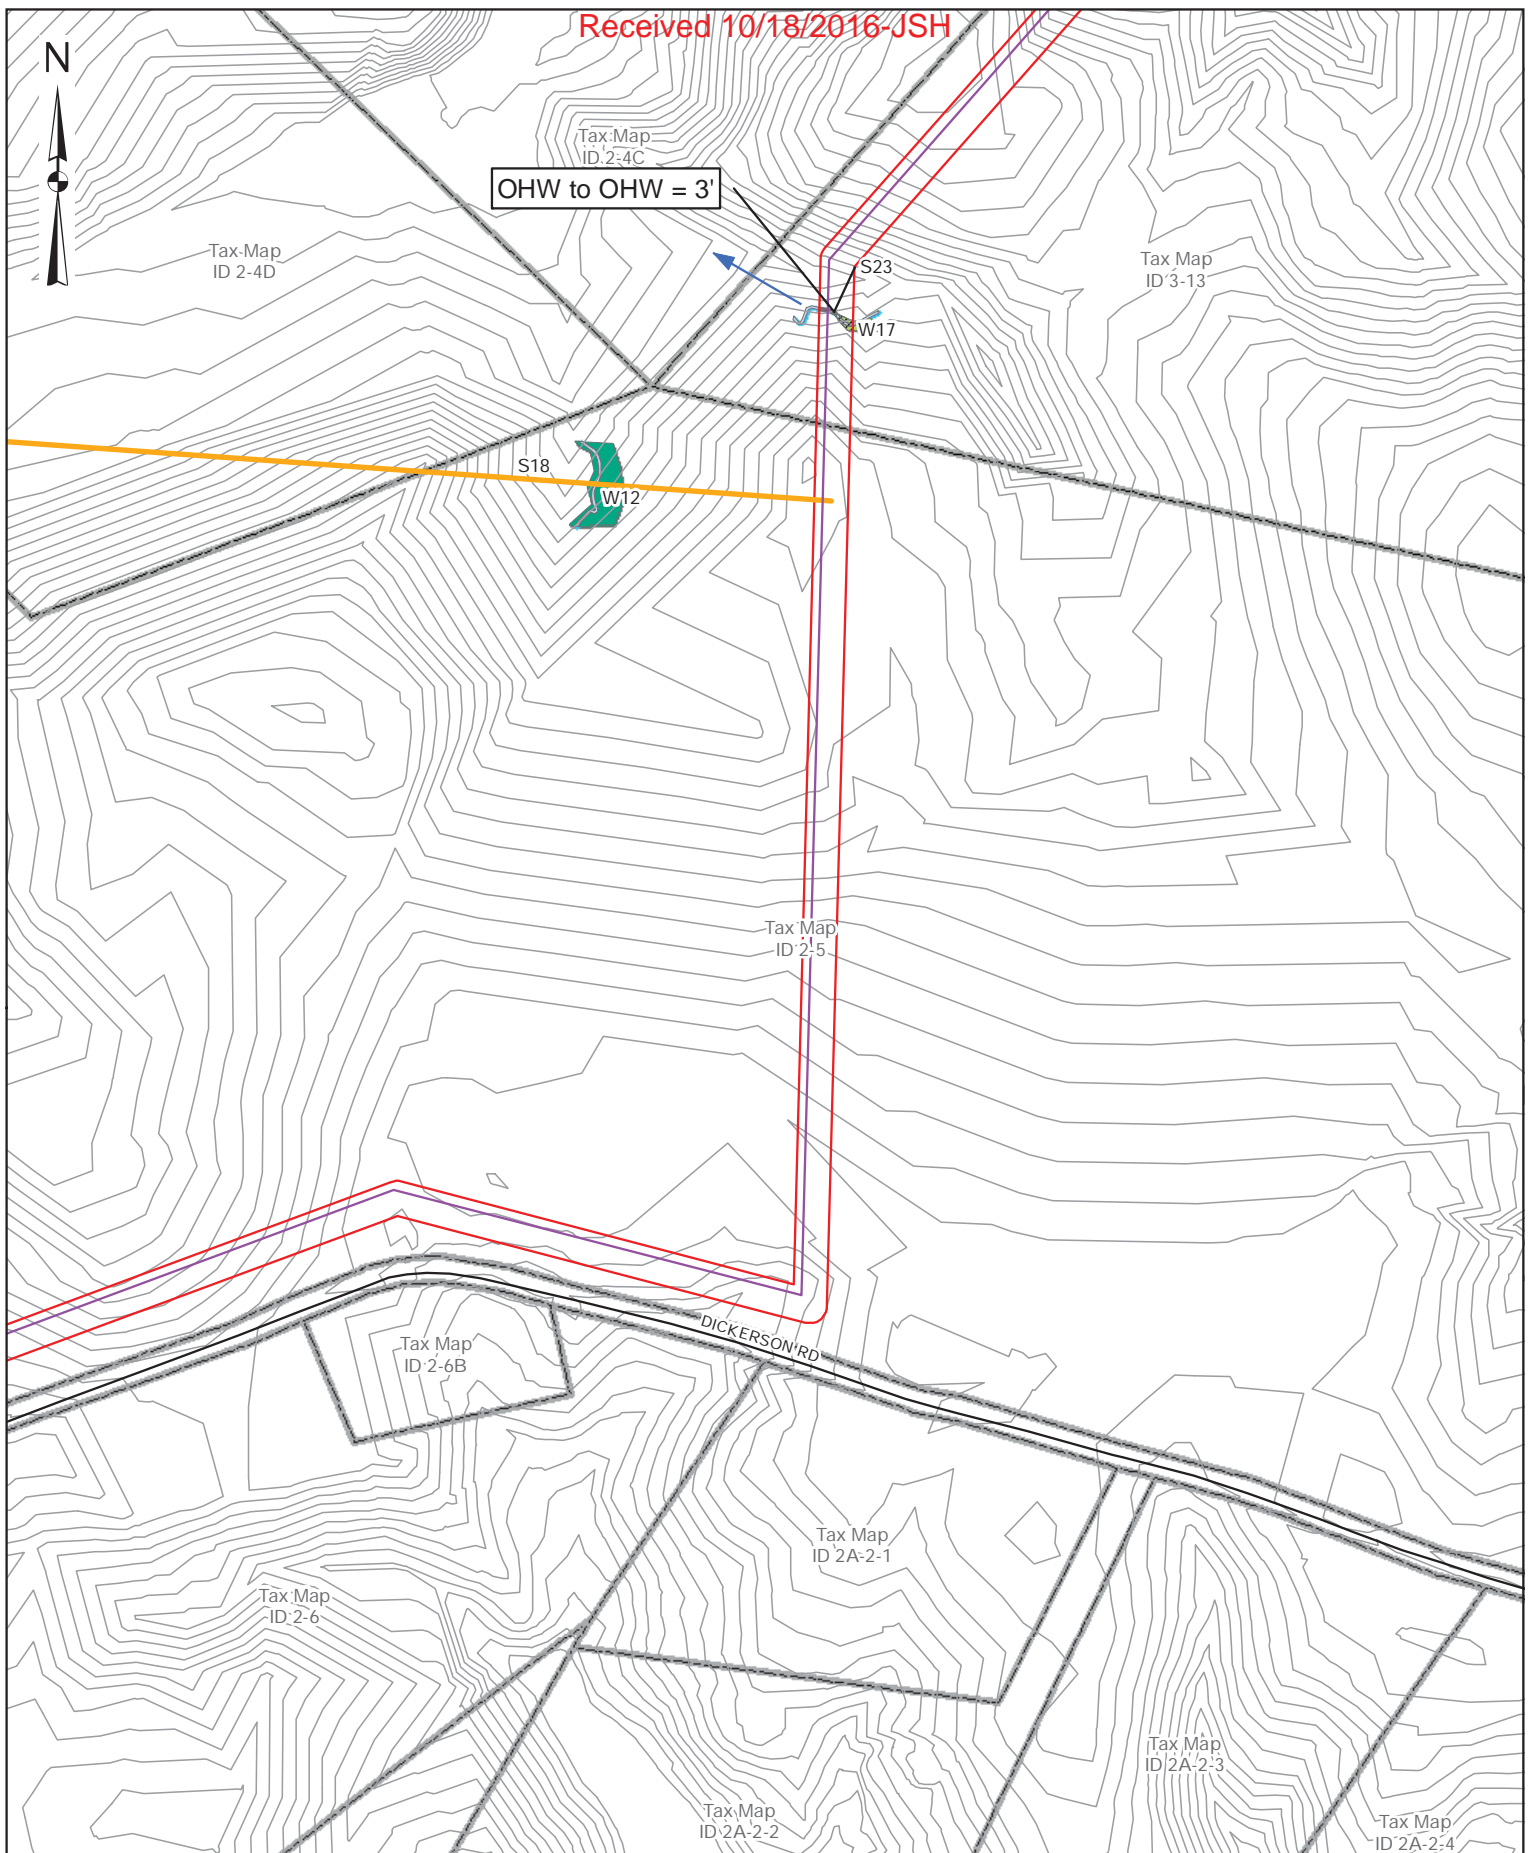 Received 10/18/2016-JSH
N
Tax Map
ID 2-4C
OHW to OHW = 3'
Tax Map
ID 2-4D
S23
Tax Map
ID 3-13
W17
S18
W12
Tax Map
ID 2-5
DICKERSON RD
Tax Map
ID 2-6B
Tax Map
ID 2A-2-1
Tax Map
ID 2-6
Tax Map
ID 2A-2-3
Tax Map
ID 2A-2-2
Tax Map
ID 2A-2-4